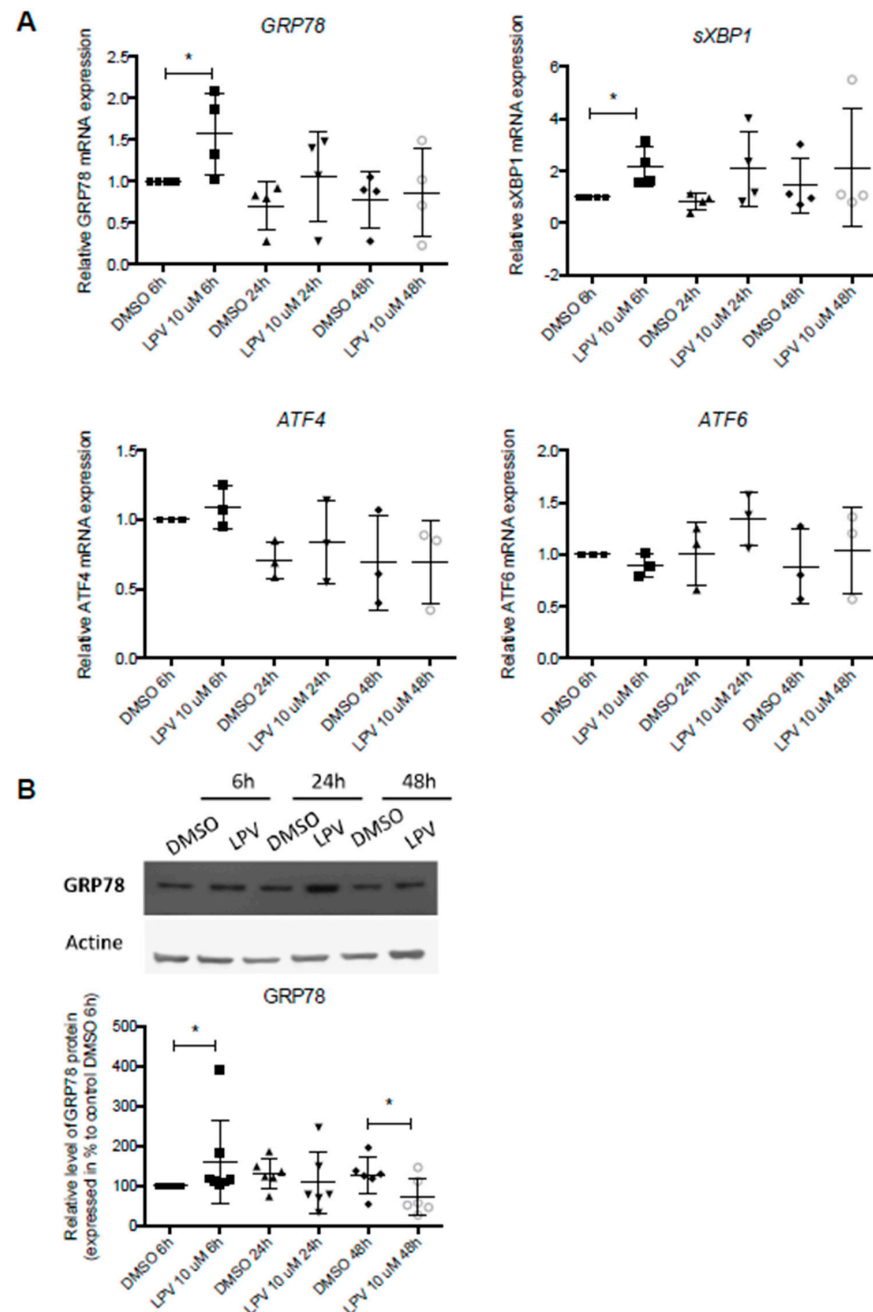 A
GRP78
Relative GRP78 mRNA expression
2.5
2.0
1.5
1.0
0.5
0.0
*
DMSO 6h
LPV 10 uM 6h
DMSO 24h
LPV 10 uM 24h
DMSO 48h
LPV 10 uM 48h
sXBP1
Relative sXBP1 mRNA expression
6
4
2
0
-2
*
DMSO 6h
LPV 10 uM 6h
DMSO 24h
LPV 10 uM 24h
DMSO 48h
LPV 10 uM 48h
ATF4
Relative ATF4 mRNA expression
1.5
1.0
0.5
0.0
DMSO 6h
LPV 10 uM 6h
DMSO 24h
LPV 10 uM 24h
DMSO 48h
LPV 10 uM 48h
ATF6
Relative ATF6 mRNA expression
2.0
1.5
1.0
0.5
0.0
DMSO 6h
LPV 10 uM 6h
DMSO 24h
LPV 10 uM 24h
DMSO 48h
LPV 10 uM 48h
B
6h 24h 48h
DMSO LPV DMSO LPV DMSO LPV
GRP78
Actine
GRP78
Relative level of GRP78 protein
(expressed in % to control DMSO 6h)
500
400
300
200
100
0
*
*
DMSO 6h
LPV 10 uM 6h
DMSO 24h
LPV 10 uM 24h
DMSO 48h
LPV 10 uM 48h